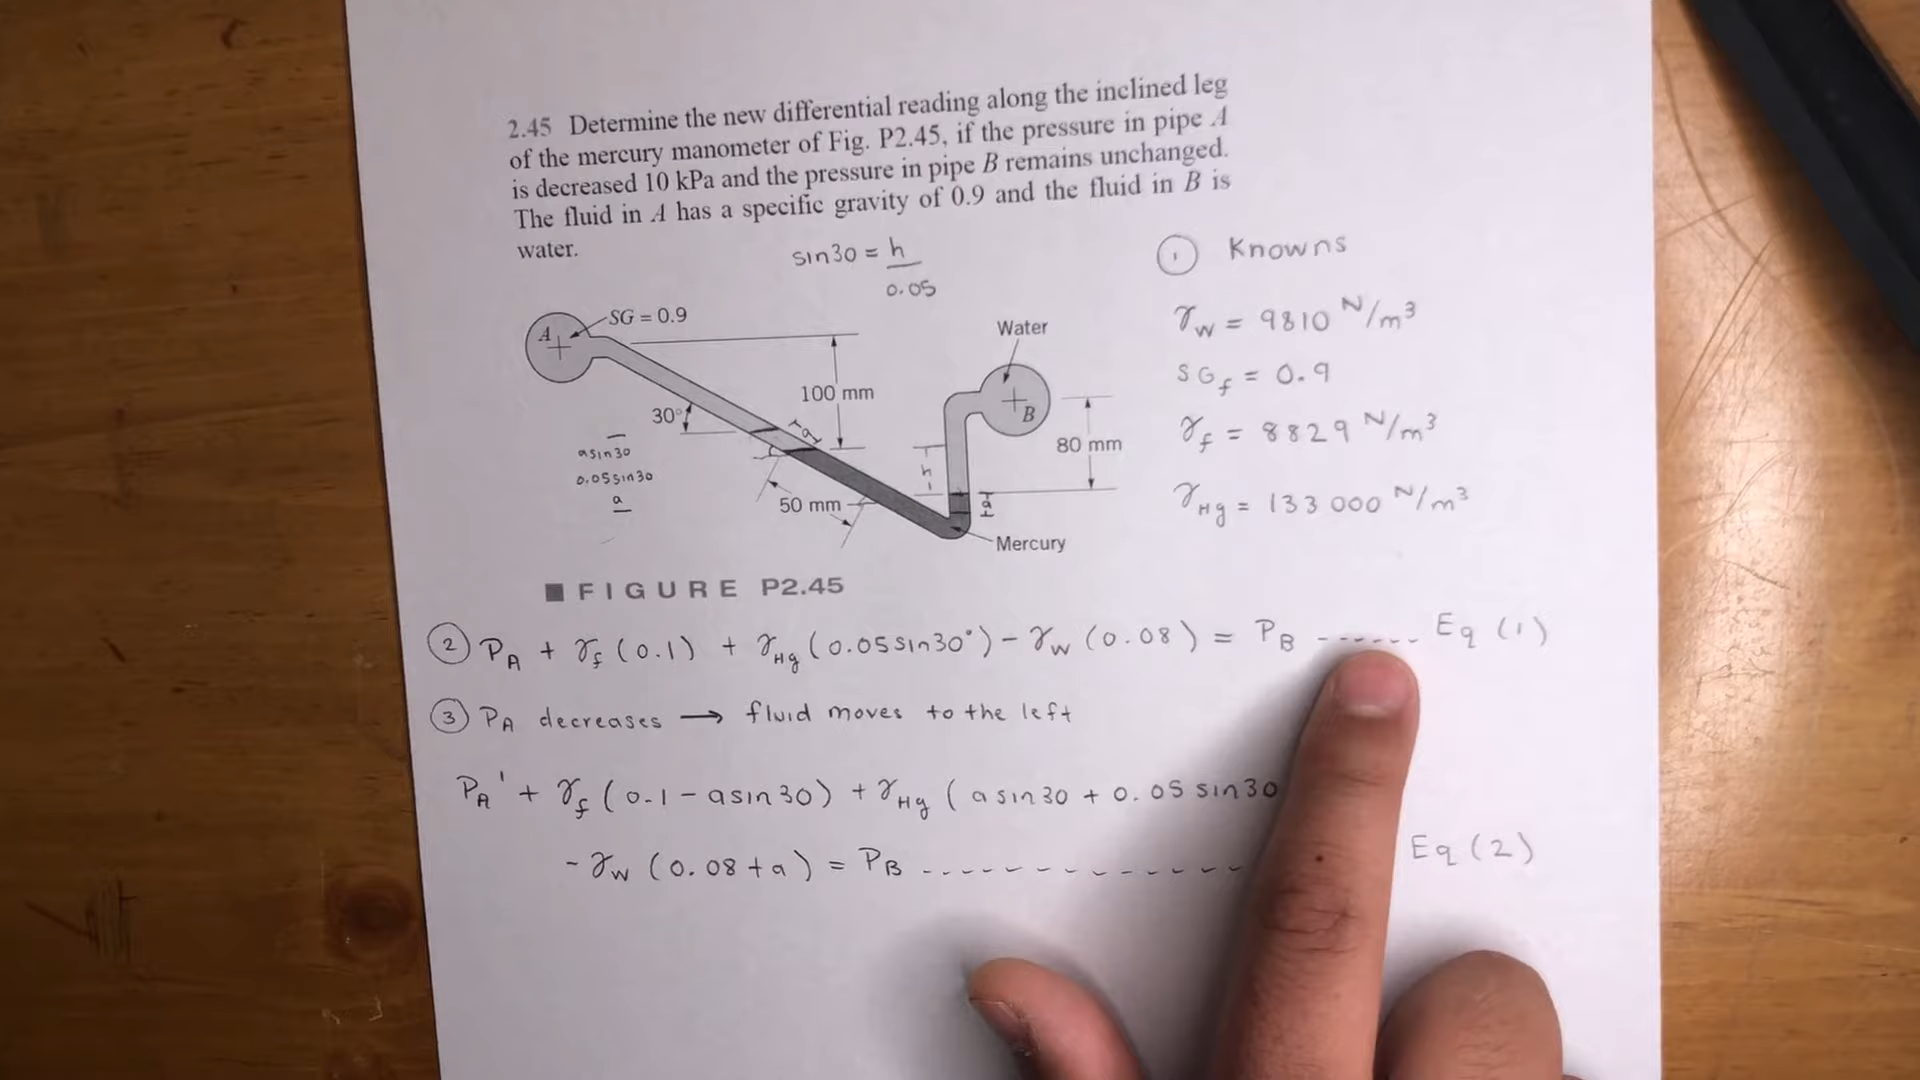 2.45 Determine the new differential reading along the inclined leg
of the mercury manometer of Fig. P2.45, if the pressure in pipe A
is decreased 10 kPa and the pressure in pipe B remains unchanged.
The fluid in A has a specific gravity of 0.9 and the fluid in B is
water.
sin30 = h
0.05
① Knowns
γw = 9810 N/m³
SGf = 0.9
γf = 8829 N/m³
γHg = 133 000 N/m³
A
SG = 0.9
Water
100 mm
B
30°
a
80 mm
asin30
0.05sin30
a
h
50 mm
a
Mercury
FIGURE P2.45
② PA + γf (0.1) + γHg (0.05sin30°) - γw (0.08) = PB ------ Eq (1)
③ PA decreases → fluid moves to the left
PA' + γf (0.1 - asin30) + γHg (asin30 + 0.05 sin30
- γw (0.08 + a) = PB -------------- Eq (2)